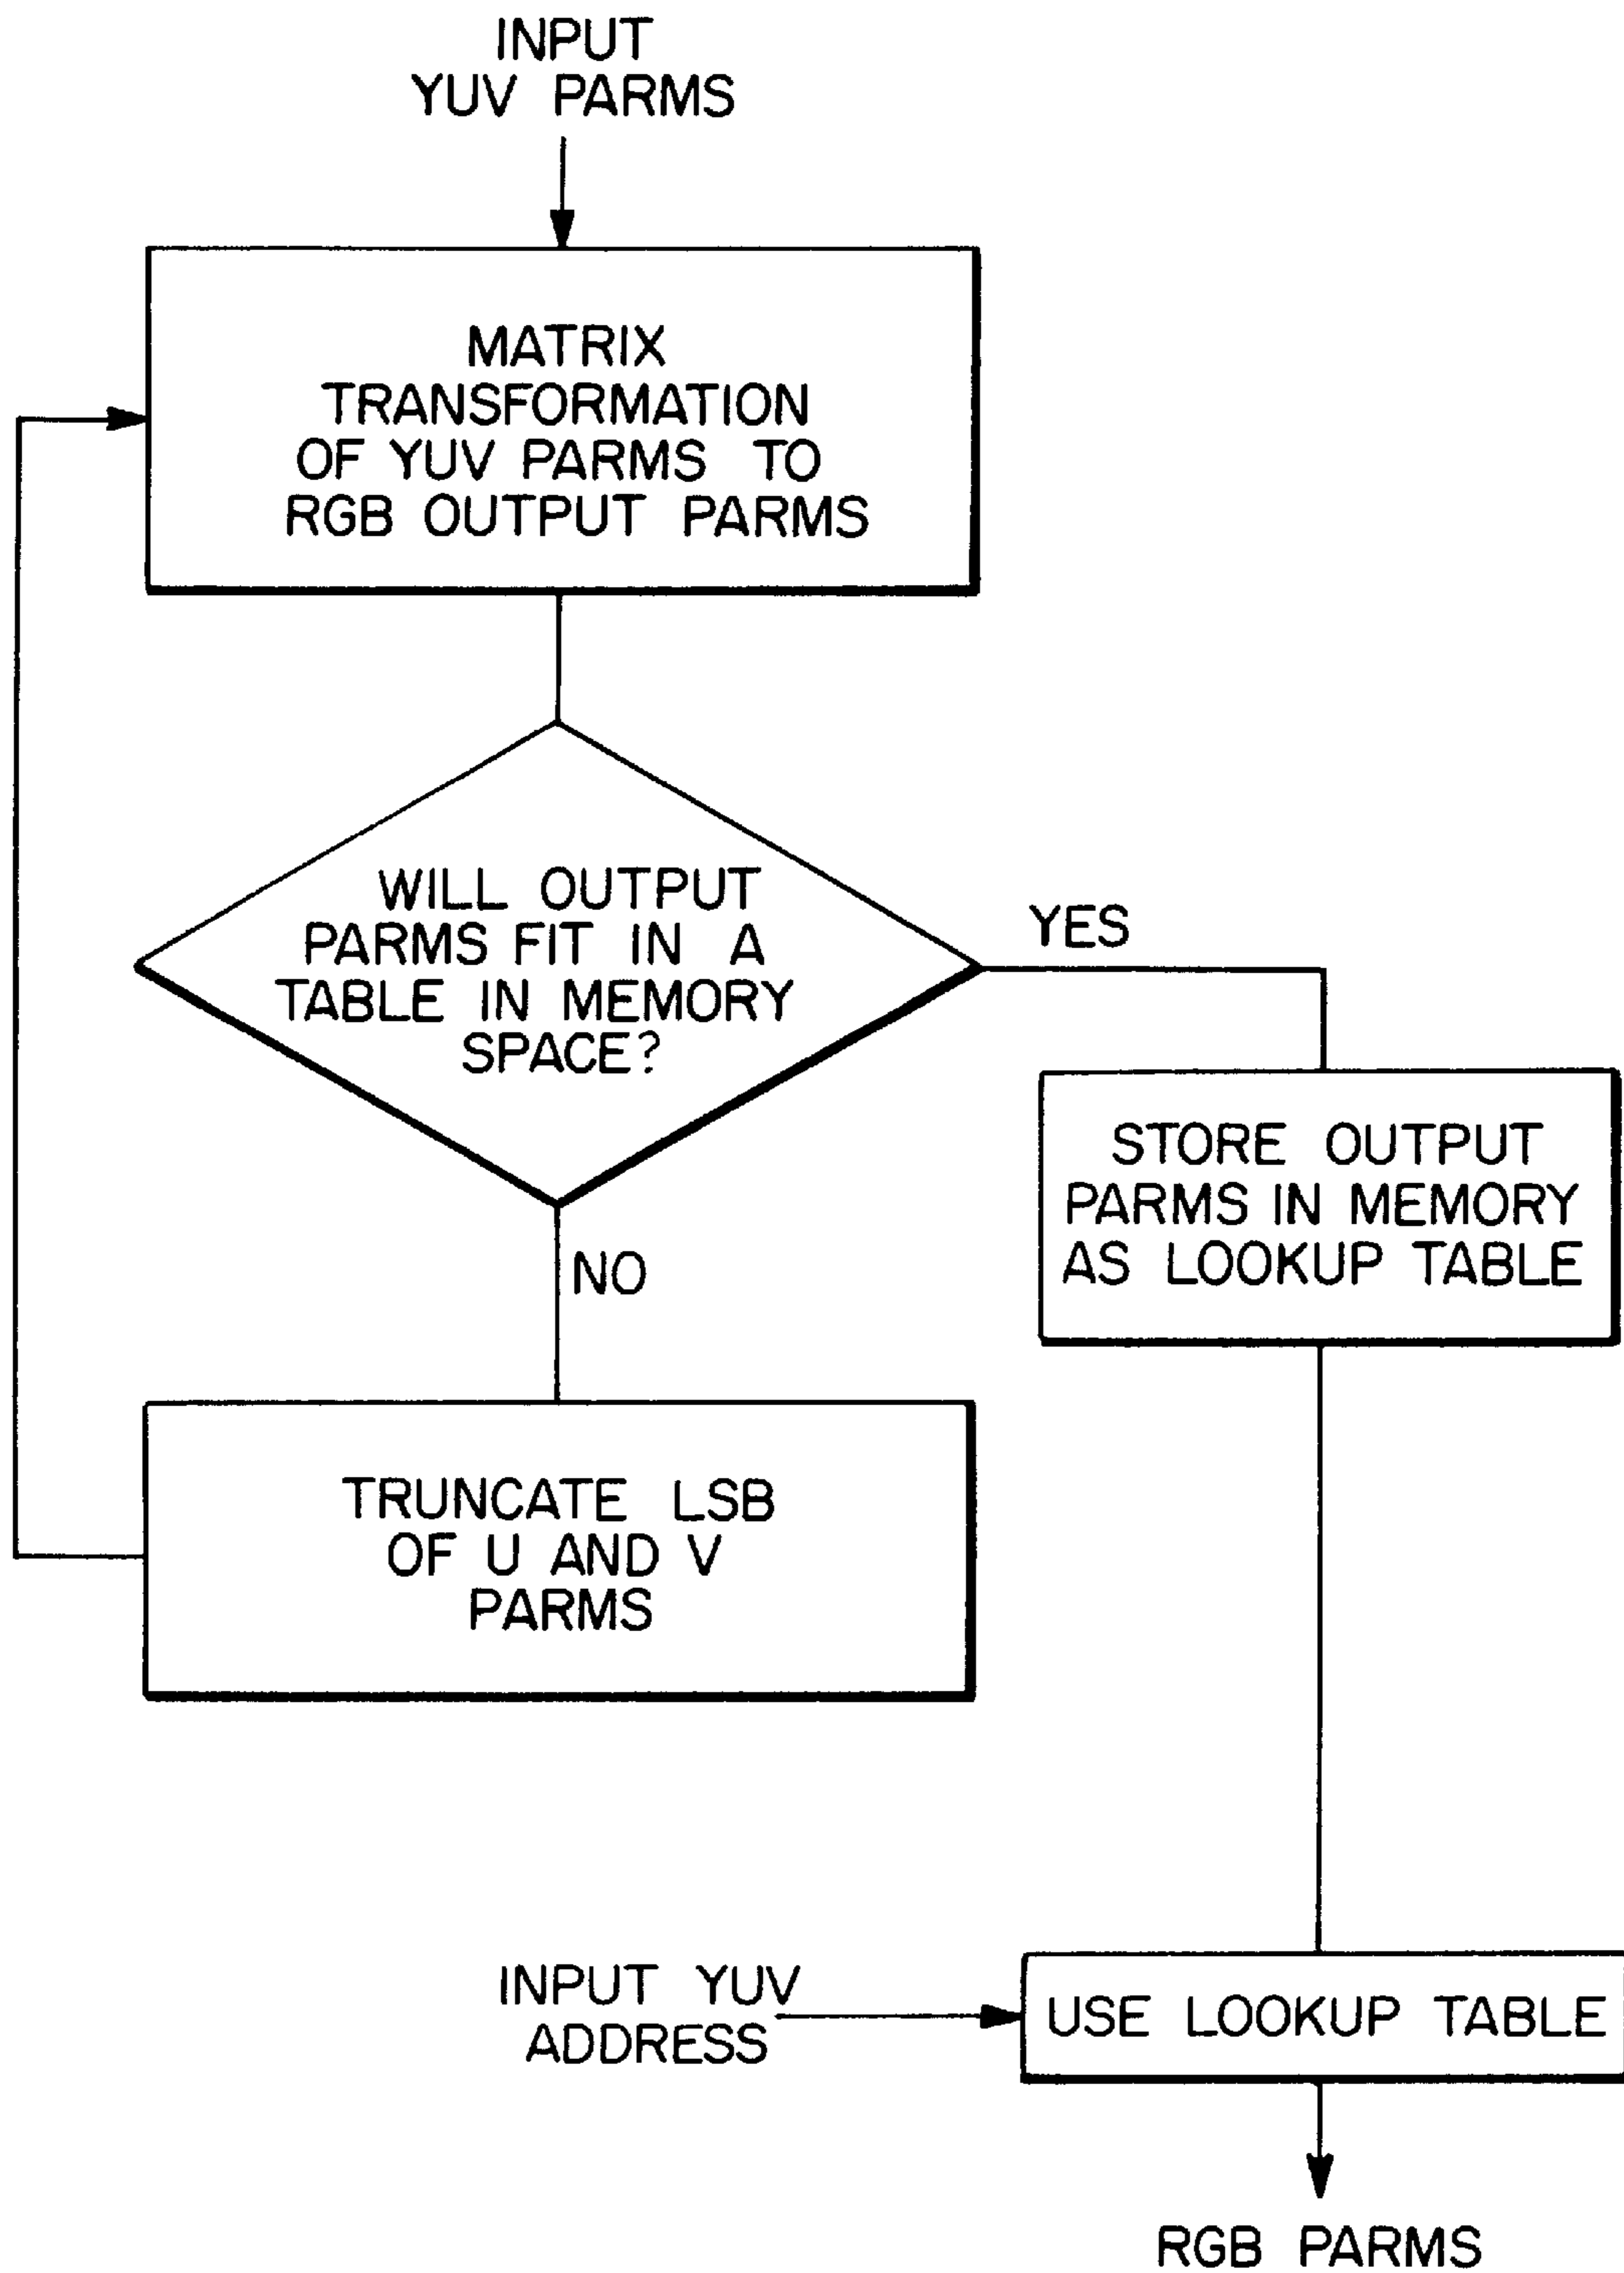 INPUT
YUV PARMS
MATRIX
TRANSFORMATION
OF YUV PARMS TO
RGB OUTPUT PARMS
WILL OUTPUT
PARMS FIT IN A
TABLE IN MEMORY
SPACE?
YES
STORE OUTPUT
PARMS IN MEMORY
AS LOOKUP TABLE
NO
TRUNCATE LSB
OF U AND V
PARMS
INPUT YUV
ADDRESS
USE LOOKUP TABLE
RGB PARMS